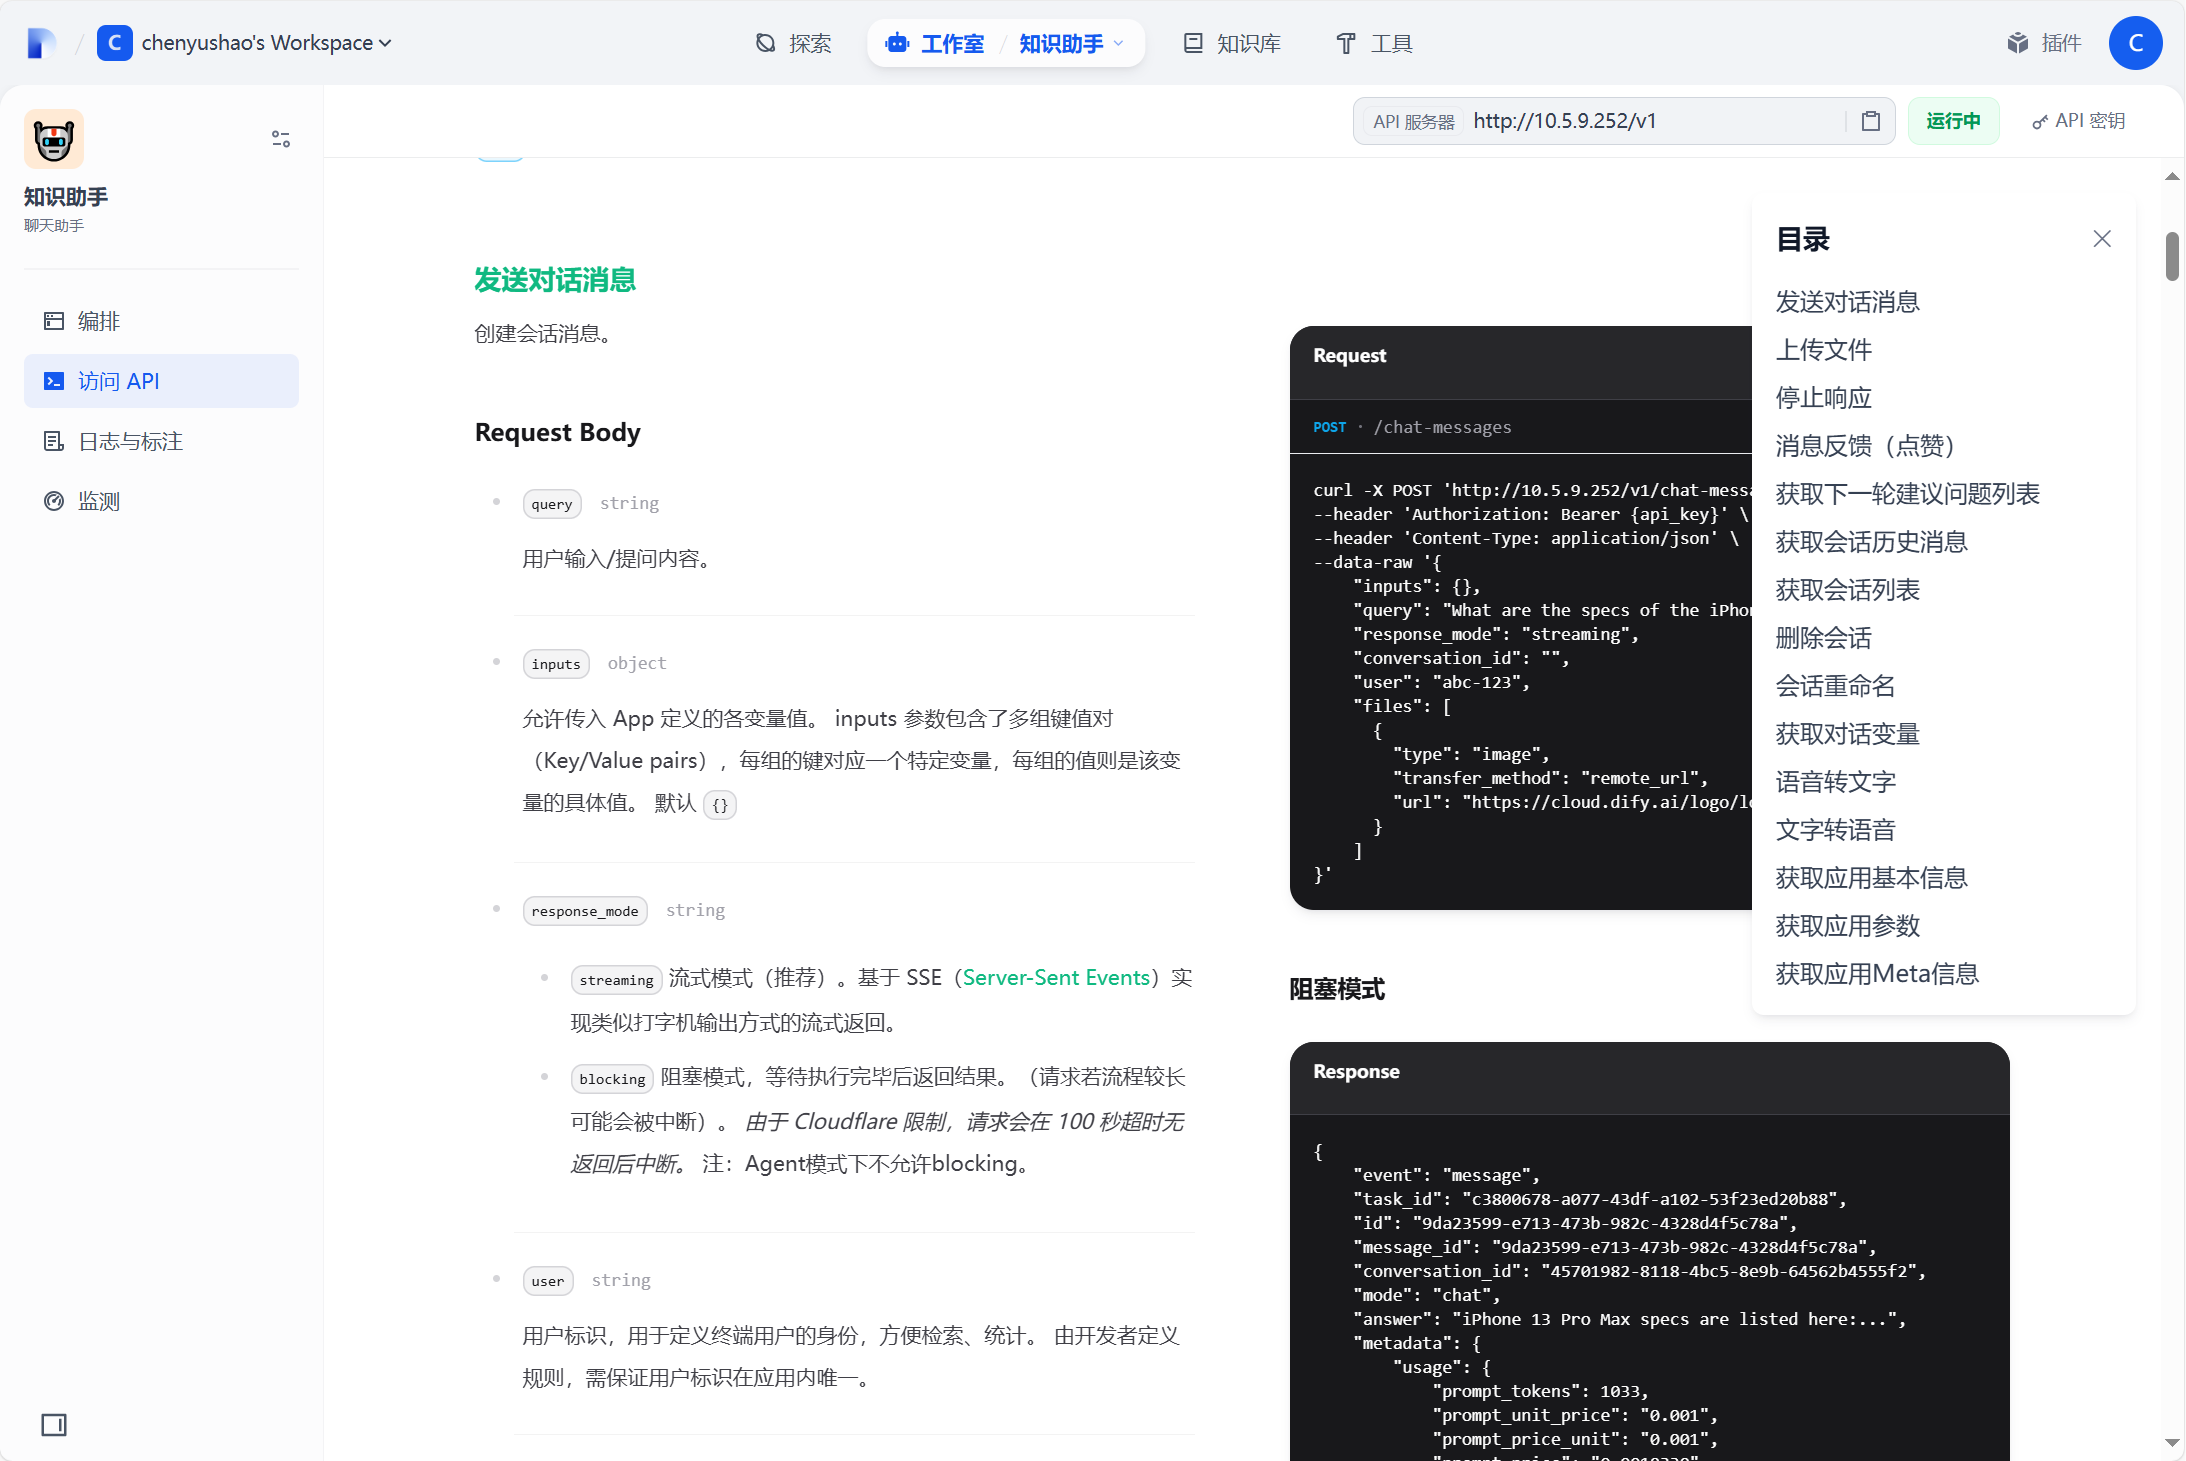 / C chenyushao's Workspace
探索
工作室 / 知识助手
知识库
工具
插件
C
知识助手
聊天助手
编排
访问 API
日志与标注
监测
API 服务器 http://10.5.9.252/v1
运行中
API 密钥
发送对话消息
创建会话消息。
Request Body
query string
用户输入/提问内容。
inputs object
允许传入 App 定义的各变量值。 inputs 参数包含了多组键值对
（Key/Value pairs），每组的键对应一个特定变量，每组的值则是该变
量的具体值。 默认 {}
response_mode string
streaming 流式模式（推荐）。基于 SSE（Server-Sent Events）实
现类似打字机输出方式的流式返回。
blocking 阻塞模式，等待执行完毕后返回结果。（请求若流程较长
可能会被中断）。 由于 Cloudflare 限制，请求会在 100 秒超时无
返回后中断。 注：Agent模式下不允许blocking。
user string
用户标识，用于定义终端用户的身份，方便检索、统计。 由开发者定义
规则，需保证用户标识在应用内唯一。
Request
POST · /chat-messages
curl -X POST 'http://10.5.9.252/v1/chat-messa
--header 'Authorization: Bearer {api_key}' \
--header 'Content-Type: application/json' \
--data-raw '{
"inputs": {},
"query": "What are the specs of the iPhon
"response_mode": "streaming",
"conversation_id": "",
"user": "abc-123",
"files": [
{
"type": "image",
"transfer_method": "remote_url",
"url": "https://cloud.dify.ai/logo/l
}
]
}'
阻塞模式
Response
{
"event": "message",
"task_id": "c3800678-a077-43df-a102-53f23ed20b88",
"id": "9da23599-e713-473b-982c-4328d4f5c78a",
"message_id": "9da23599-e713-473b-982c-4328d4f5c78a",
"conversation_id": "45701982-8118-4bc5-8e9b-64562b4555f2",
"mode": "chat",
"answer": "iPhone 13 Pro Max specs are listed here:...",
"metadata": {
"usage": {
"prompt_tokens": 1033,
"prompt_unit_price": "0.001",
"prompt_price_unit": "0.001",
目录
发送对话消息
上传文件
停止响应
消息反馈（点赞）
获取下一轮建议问题列表
获取会话历史消息
获取会话列表
删除会话
会话重命名
获取对话变量
语音转文字
文字转语音
获取应用基本信息
获取应用参数
获取应用Meta信息